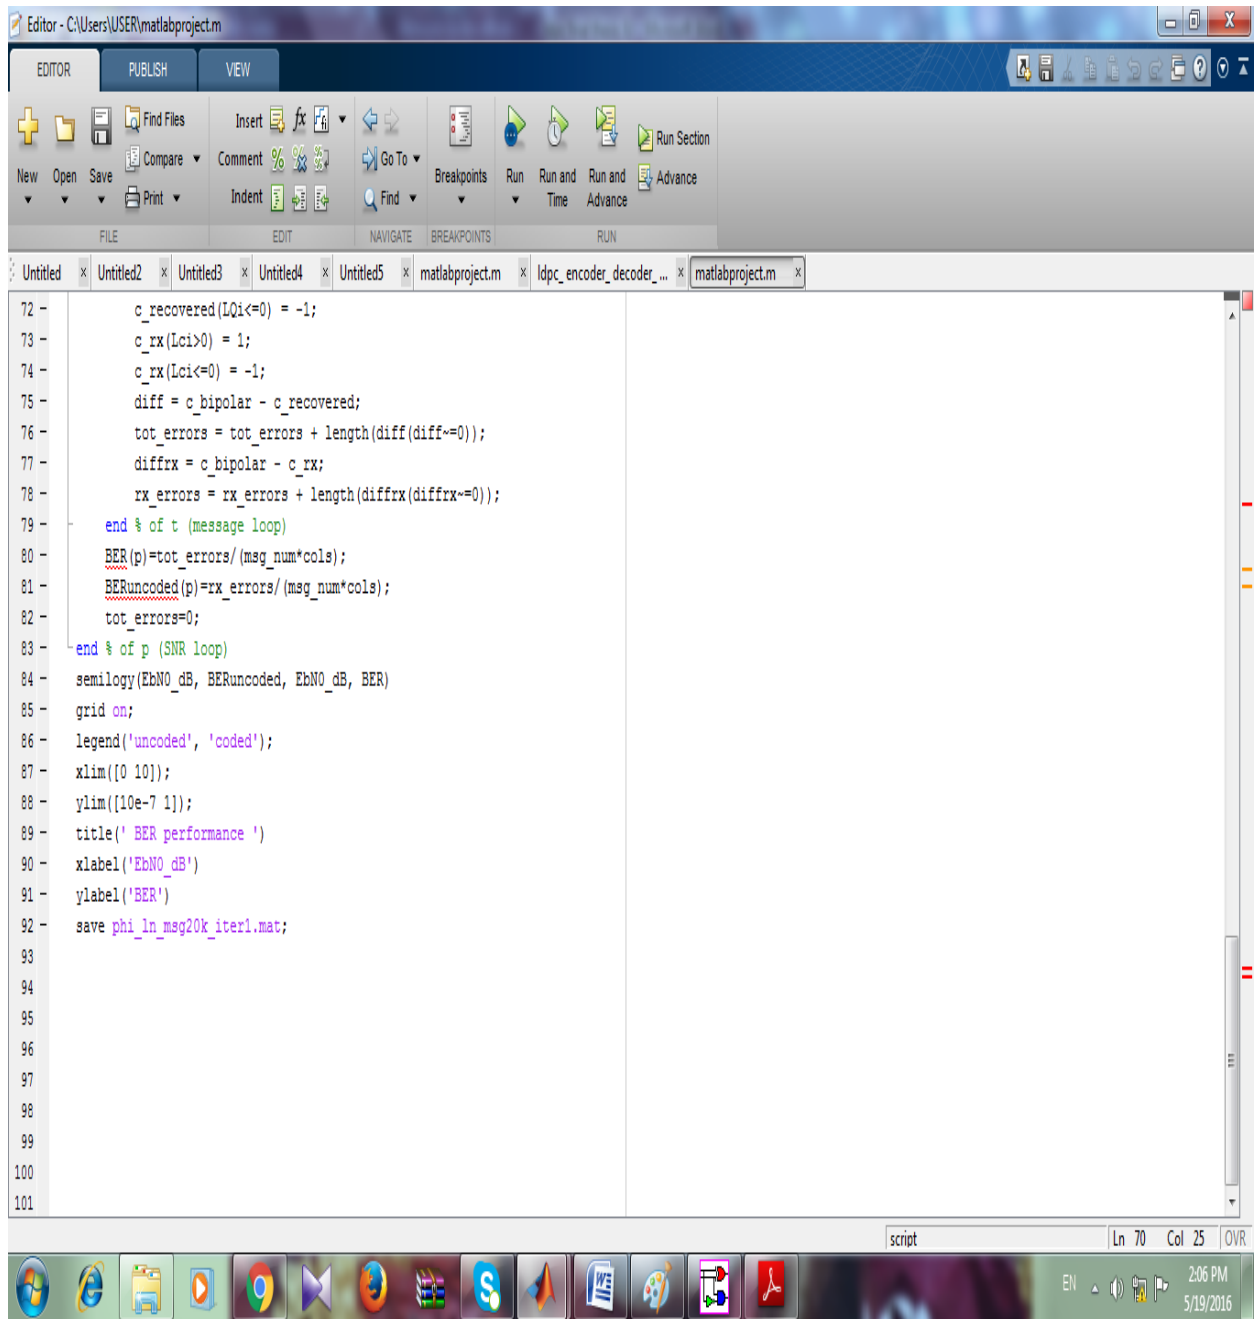 Editor - C:\Users\USER\matlabproject.m
EDITOR PUBLISH VIEW
New Open Save Find Files Compare Print
Insert fx Comment Indent
Go To Find
Breakpoints
Run Run and Time Run and Advance Run Section Advance
FILE EDIT NAVIGATE BREAKPOINTS RUN
Untitled x Untitled2 x Untitled3 x Untitled4 x Untitled5 x matlabproject.m x ldpc_encoder_decoder_... x matlabproject.m x
72 - c_recovered(LQi<=0) = -1;
73 - c_rx(Lci>0) = 1;
74 - c_rx(Lci<=0) = -1;
75 - diff = c_bipolar - c_recovered;
76 - tot_errors = tot_errors + length(diff(diff~=0));
77 - diffrx = c_bipolar - c_rx;
78 - rx_errors = rx_errors + length(diffrx(diffrx~=0));
79 - end % of t (message loop)
80 - BER(p)=tot_errors/(msg_num*cols);
81 - BERuncoded(p)=rx_errors/(msg_num*cols);
82 - tot_errors=0;
83 - end % of p (SNR loop)
84 - semilogy(EbN0_dB, BERuncoded, EbN0_dB, BER)
85 - grid on;
86 - legend('uncoded', 'coded');
87 - xlim([0 10]);
88 - ylim([10e-7 1]);
89 - title(' BER performance ')
90 - xlabel('EbN0_dB')
91 - ylabel('BER')
92 - save phi_ln_msg20k_iter1.mat;
93
94
95
96
97
98
99
100
101
script Ln 70 Col 25 OVR
EN 2:06 PM
5/19/2016